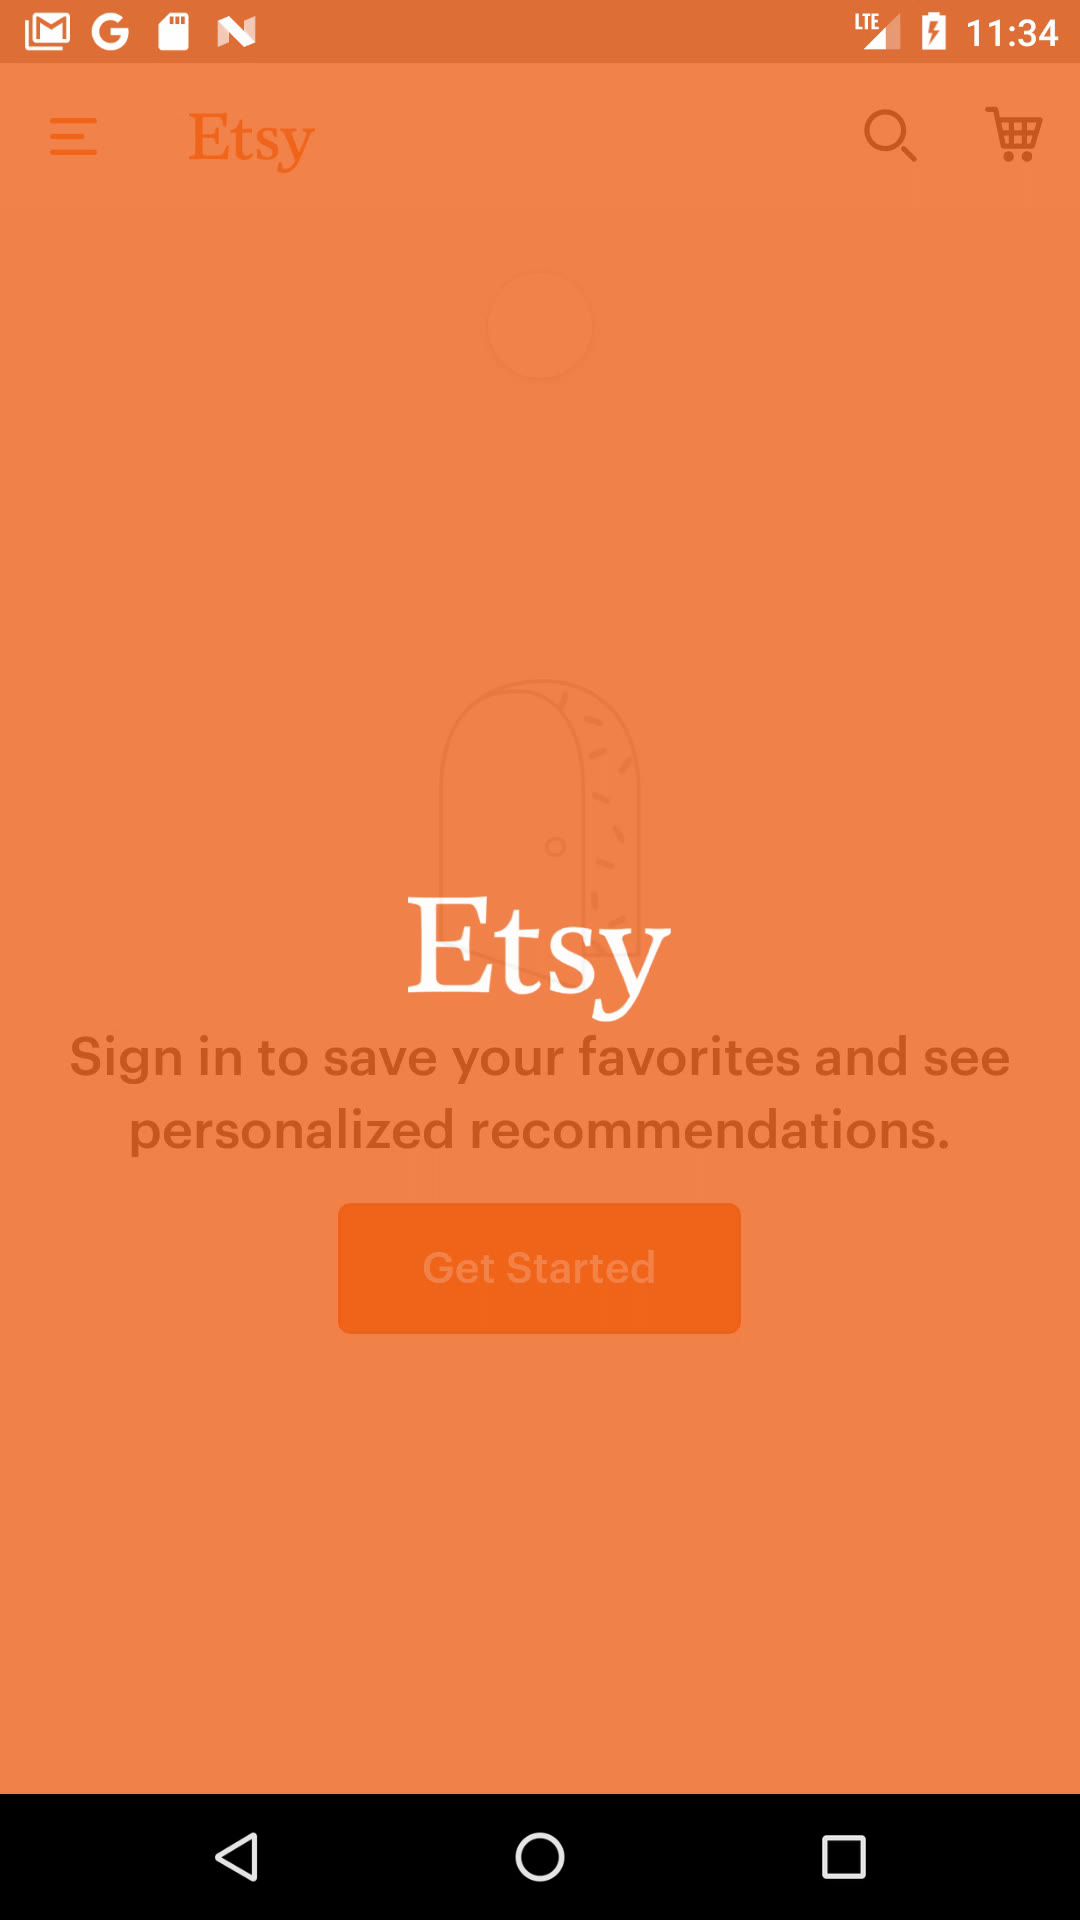 LTE 11:34
Etsy
Etsy
Sign in to save your favorites and see
personalized recommendations.
Get Started